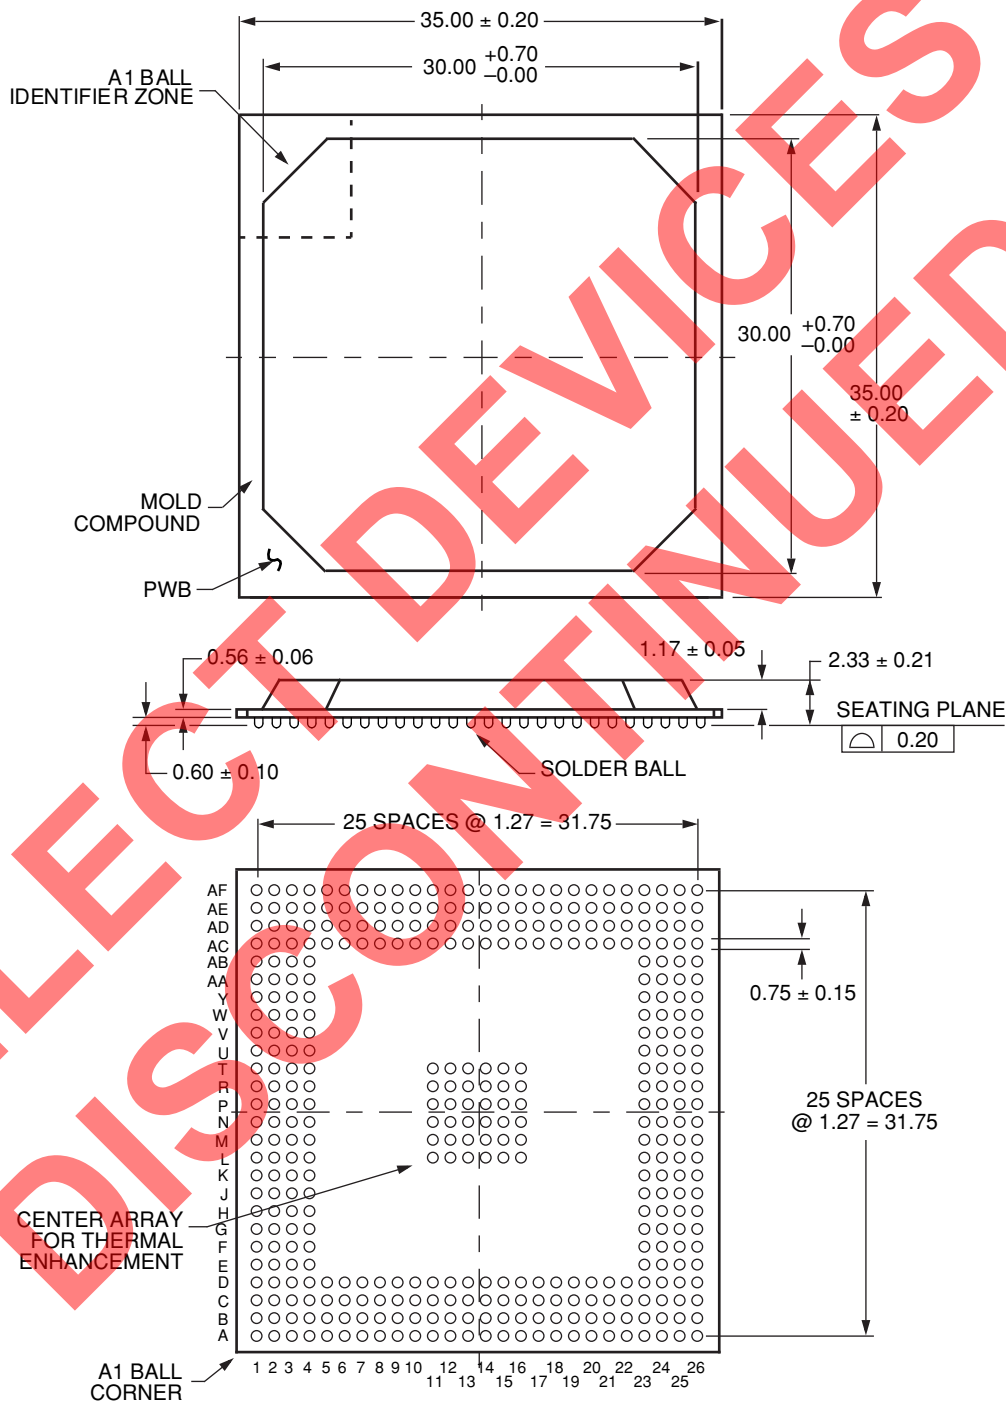 35.00 ± 0.20
30.00 +0.70
–0.00
A1 BALL
IDENTIFIER ZONE
30.00 +0.70
–0.00
35.00
± 0.20
MOLD
COMPOUND
PWB
0.56 ± 0.06
1.17 ± 0.05
2.33 ± 0.21
SEATING PLANE
0.20
0.60 ± 0.10
SOLDER BALL
25 SPACES @ 1.27 = 31.75
AF
AE
AD
AC
AB
AA
Y
W
V
U
T
R
P
N
M
L
K
J
H
G
F
E
D
C
B
A
0.75 ± 0.15
25 SPACES
@ 1.27 = 31.75
CENTER ARRAY
FOR THERMAL
ENHANCEMENT
1 2 3 4 5 6 7 8 9 10 12 14 16 18 20 22 24 26
11 13 15 17 19 21 23 25
A1 BALL
CORNER
SELECT DEVICES
DISCONTINUED